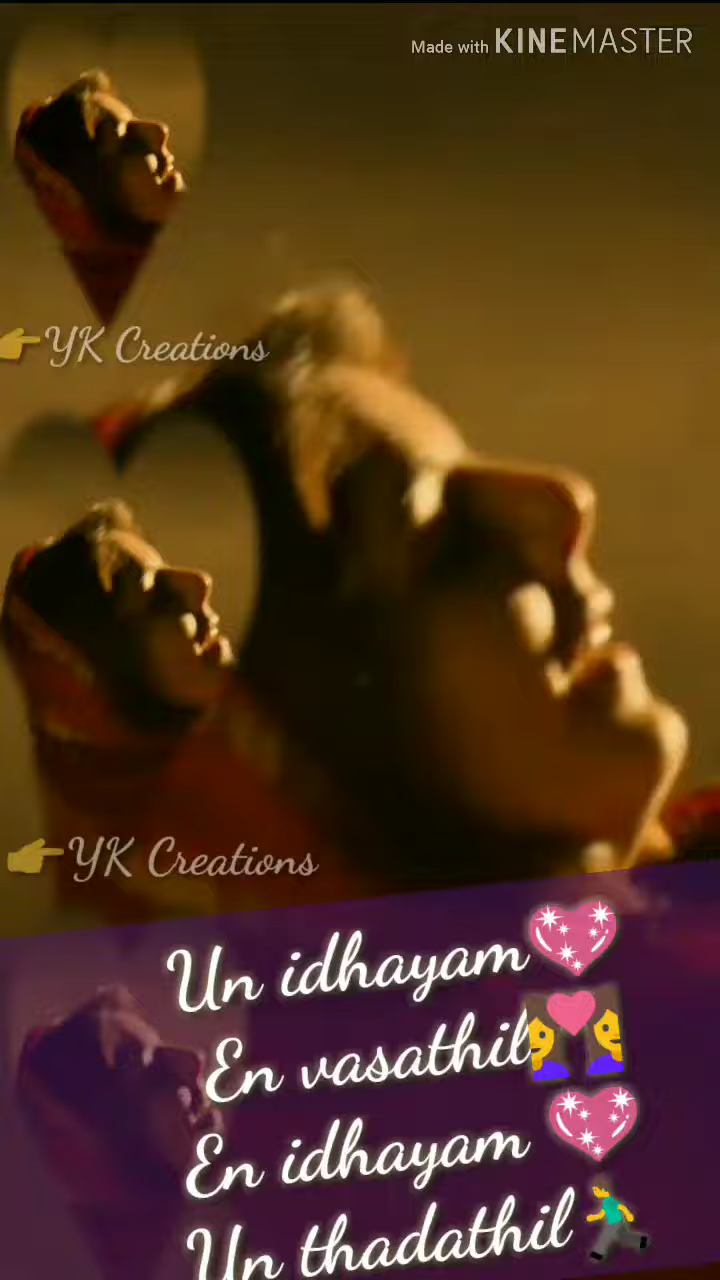 Made with KINEMASTER
YK Creations
YK Creations
Un idhayam
En vasathil
En idhayam
Un thadathil